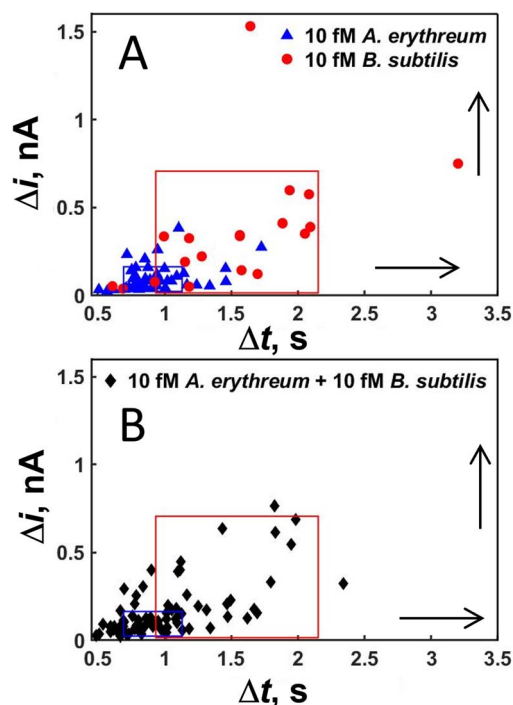 A
10 fM A. erythreum
10 fM B. subtilis
Δi, nA
1.5
1
0.5
0
0.5 1 1.5 2 2.5 3 3.5
Δt, s
B
10 fM A. erythreum + 10 fM B. subtilis
Δi, nA
1.5
1
0.5
0
0.5 1 1.5 2 2.5 3 3.5
Δt, s